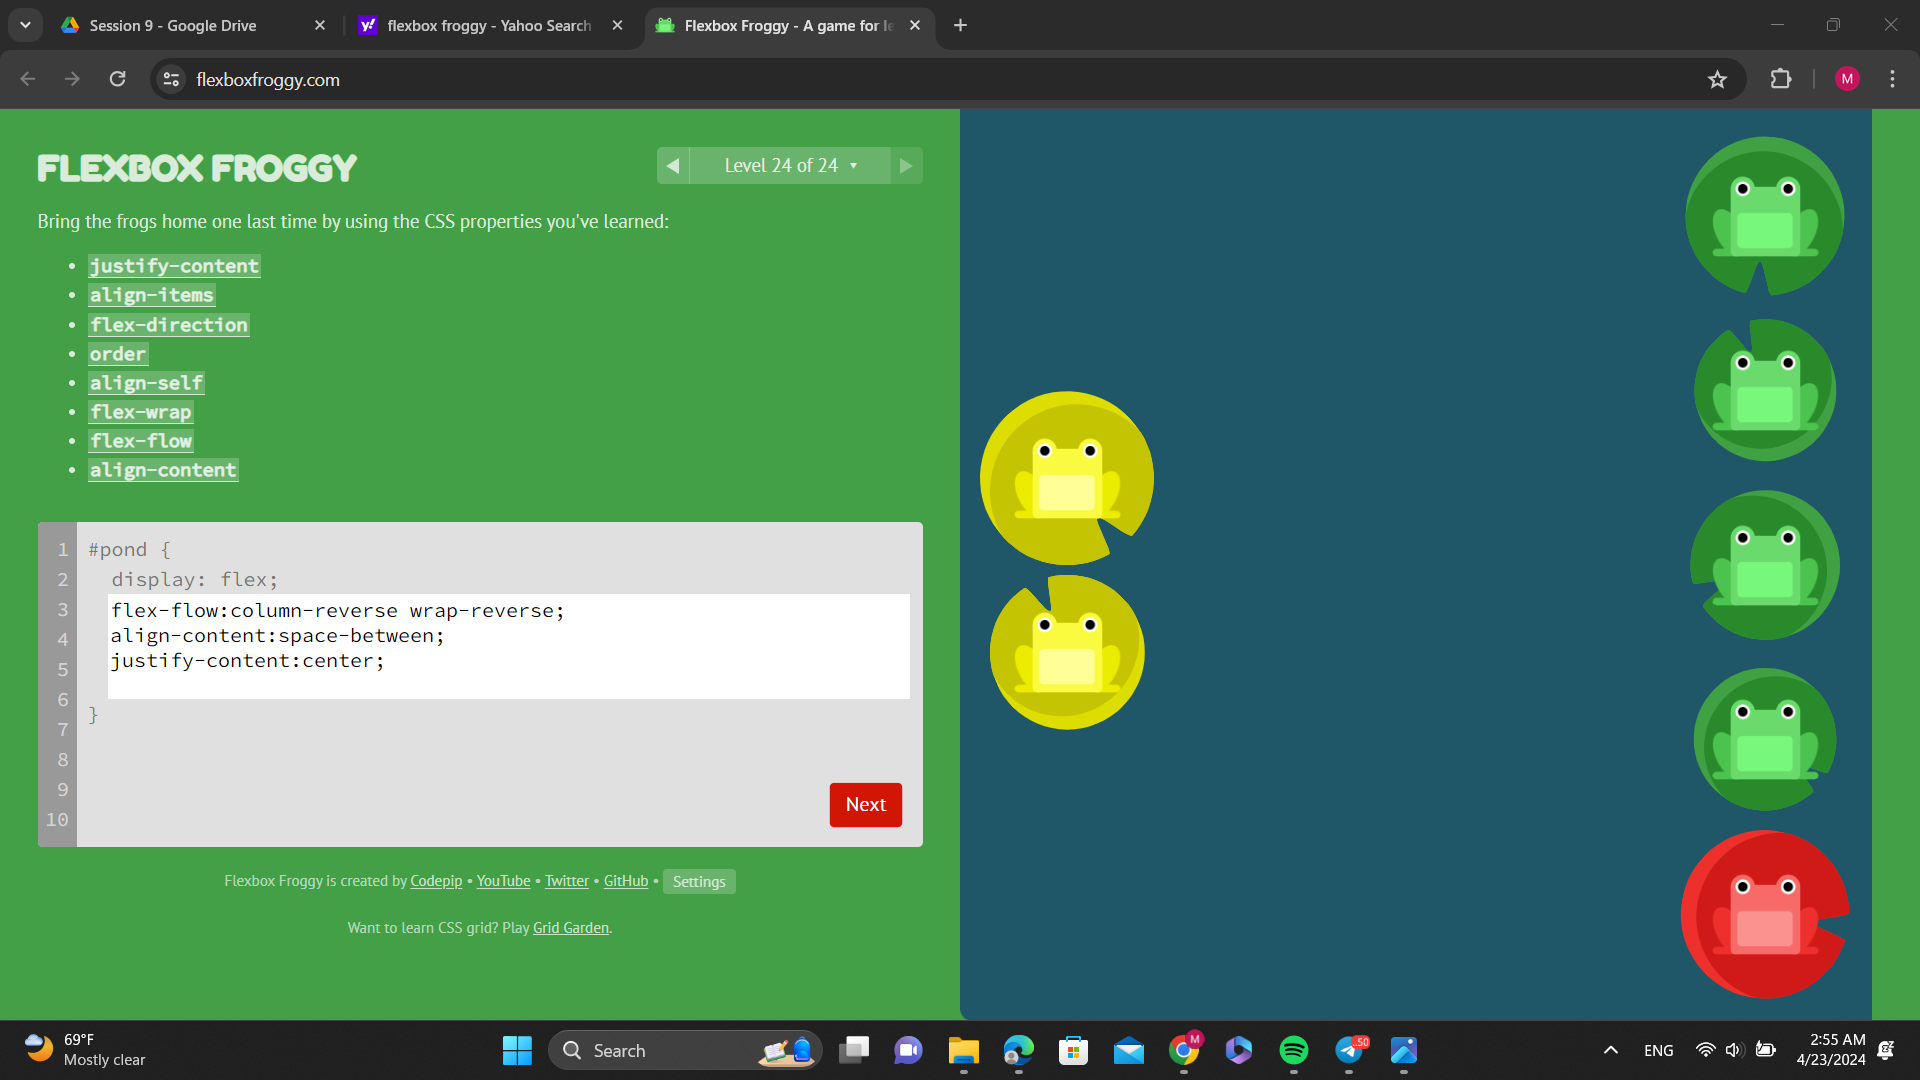 Session 9 - Google Drive
flexbox froggy - Yahoo Search
Flexbox Froggy - A game for le
flexboxfroggy.com
M
FLEXBOX FROGGY
Level 24 of 24
Bring the frogs home one last time by using the CSS properties you've learned:
• justify-content
• align-items
• flex-direction
• order
• align-self
• flex-wrap
• flex-flow
• align-content
1 #pond {
2 display: flex;
3 flex-flow:column-reverse wrap-reverse;
4 align-content:space-between;
5 justify-content:center;
6
7 }
8
9
10
Next
Flexbox Froggy is created by Codepip • YouTube • Twitter • GitHub • Settings
Want to learn CSS grid? Play Grid Garden.
69°F
Mostly clear
Search
M
.50
ENG
2:55 AM
4/23/2024